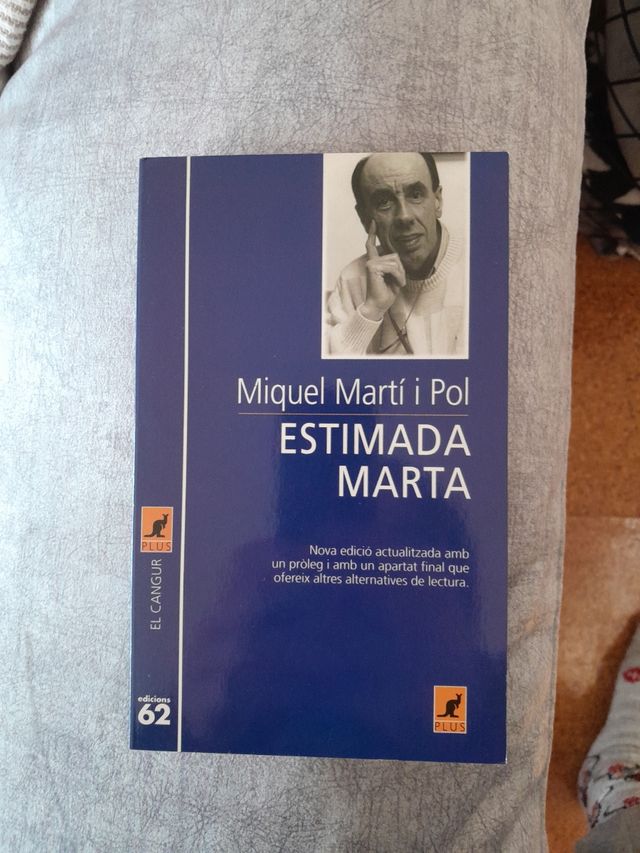 Miquel Martí i Pol
ESTIMADA
MARTA
Nova edició actualitzada amb
un pròleg i amb un apartat final que
ofereix altres alternatives de lectura.
PLUS
EL CANGUR
edicions
62
PLUS